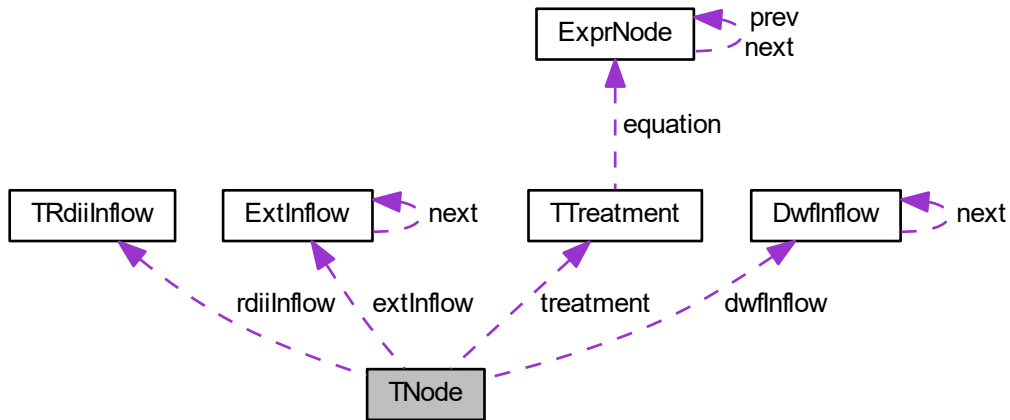 prev
ExprNode
next
equation
TRdiiInflow
ExtInflow
next
TTreatment
DwfInflow
next
rdiiInflow
extInflow
treatment
dwfInflow
TNode